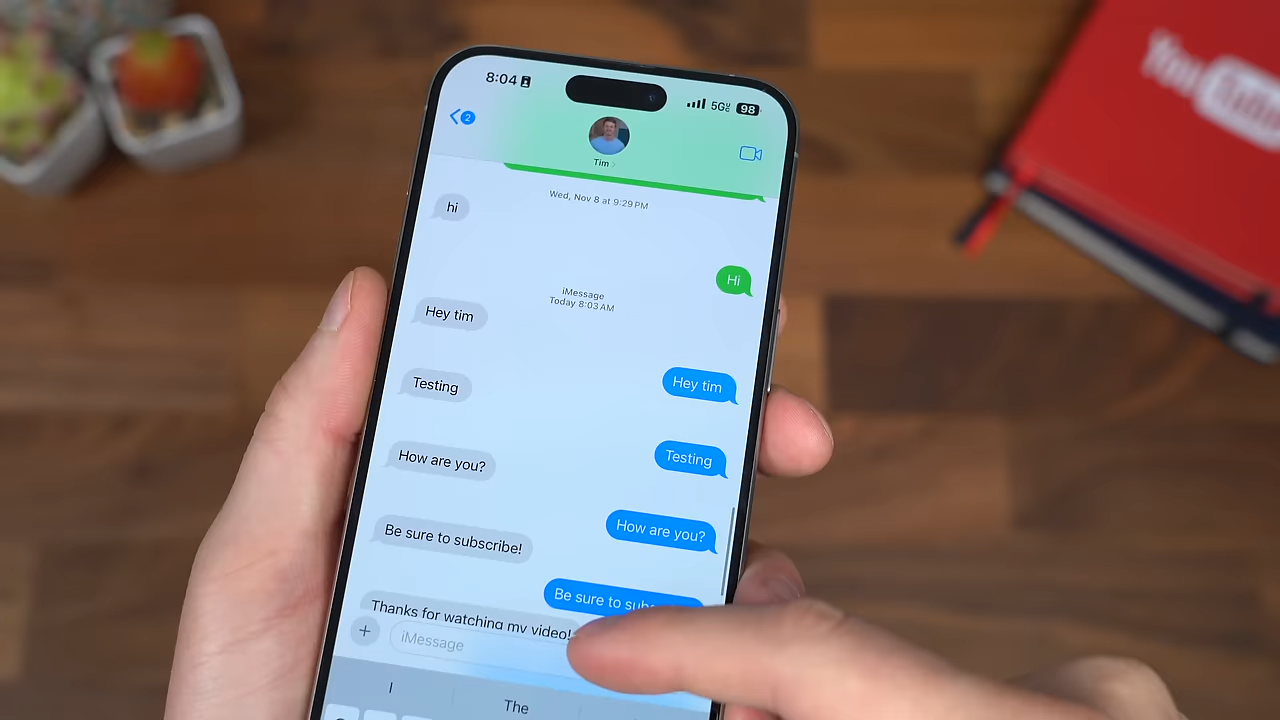 8:04
5G
98
2
Tim
Wed, Nov 8 at 9:29 PM
hi
Hi
iMessage
Today 8:03 AM
Hey tim
Hey tim
Testing
Testing
How are you?
How are you?
Be sure to subscribe!
Be sure to
Thanks for watching my video!
iMessage
I
The
YouTube